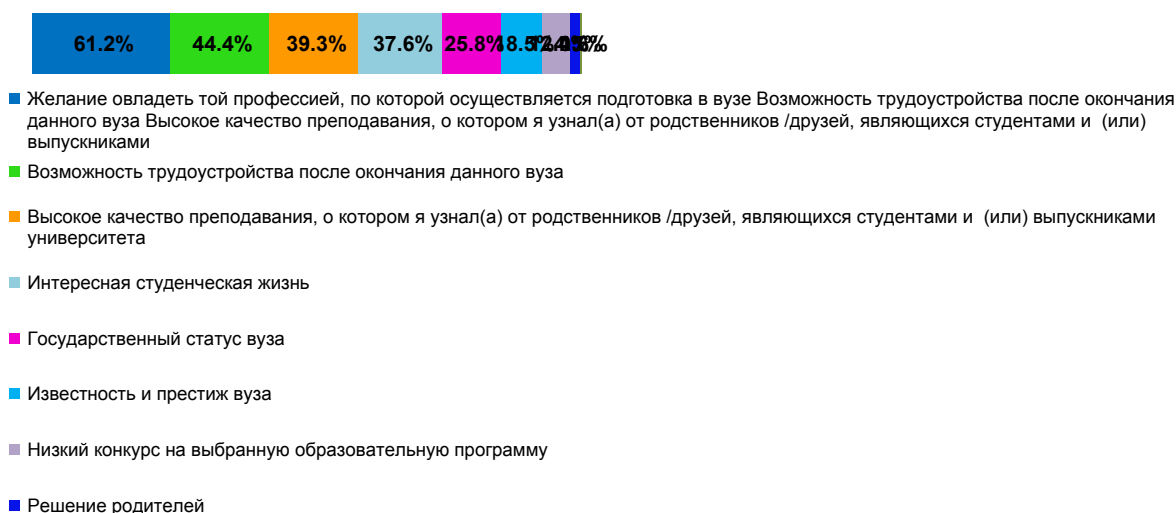 61.2% 44.4% 39.3% 37.6% 25.8% 18.5%
Желание овладеть той профессией, по которой осуществляется подготовка в вузе Возможность трудоустройства после окончания
данного вуза Высокое качество преподавания, о котором я узнал(а) от родственников /друзей, являющихся студентами и (или)
выпускниками
Возможность трудоустройства после окончания данного вуза
Высокое качество преподавания, о котором я узнал(а) от родственников /друзей, являющихся студентами и (или) выпускниками
университета
Интересная студенческая жизнь
Государственный статус вуза
Известность и престиж вуза
Низкий конкурс на выбранную образовательную программу
Решение родителей